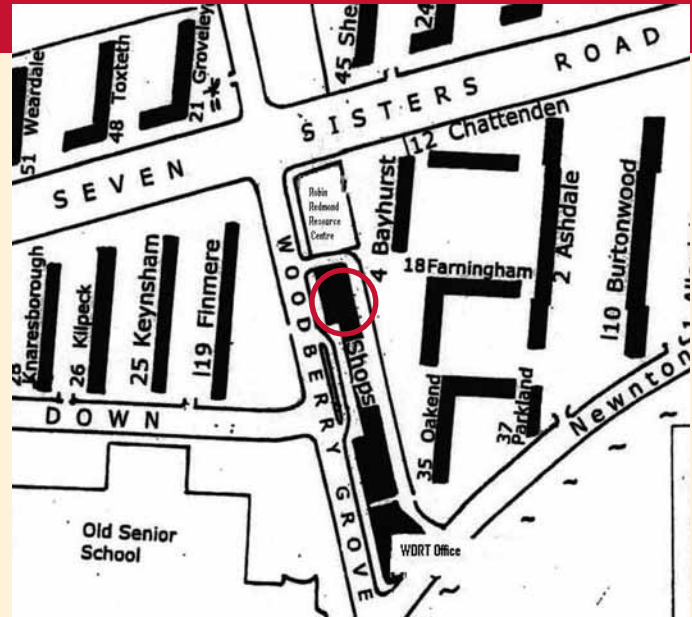 51 Weardale
48 Toxteth
21 Groveley
45 She
24
SEVEN SISTERS ROAD
12 Chattenden
Robin
Redmond
Resource
Centre
4 Bayhurst
18 Farningham
2 Ashdale
110 Burtonwood
Knaresborough
26 Kilpeck
25 Keynsham
119 Finmere
WOODBERRY GROVE
Shops
DOWN
35 Oakend
37 Parkland
Newnton
Old Senior
School
WDRT Office